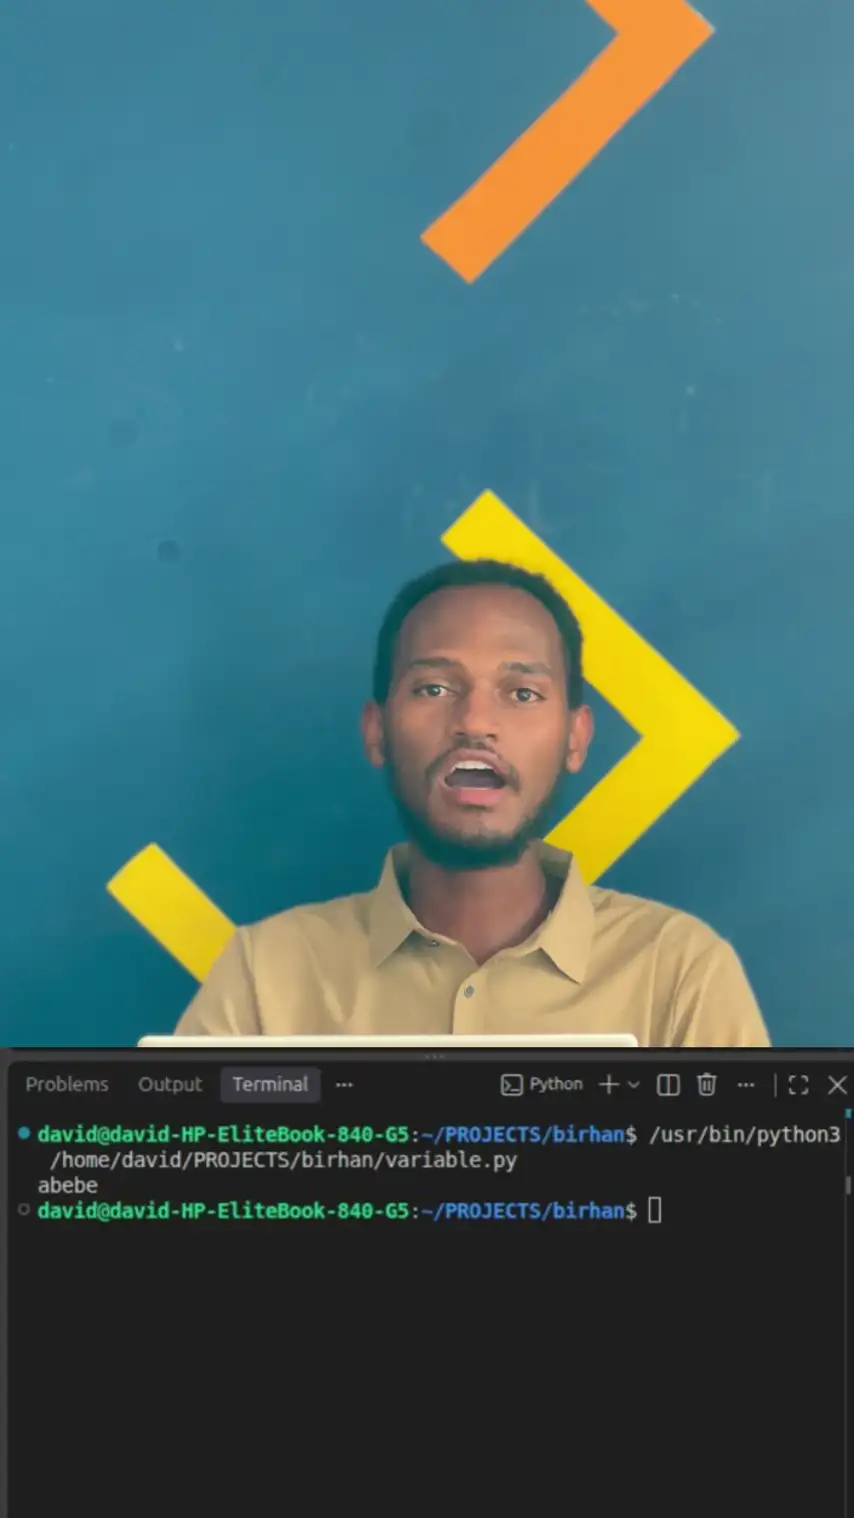 Problems Output Terminal ... Python
david@david-HP-EliteBook-840-G5:~/PROJECTS/birhan$ /usr/bin/python3
/home/david/PROJECTS/birhan/variable.py
abebe
david@david-HP-EliteBook-840-G5:~/PROJECTS/birhan$